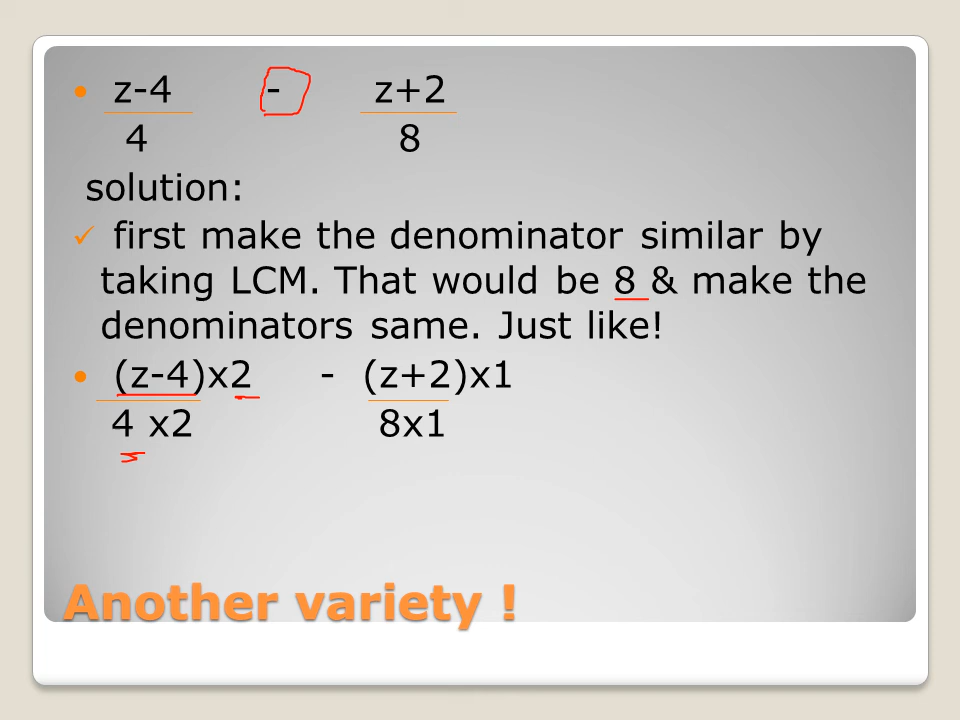 z-4 - z+2
4 8
solution:
first make the denominator similar by
taking LCM. That would be 8 & make the
denominators same. Just like!
(z-4)x2 - (z+2)x1
4 x2 8x1
Another variety !